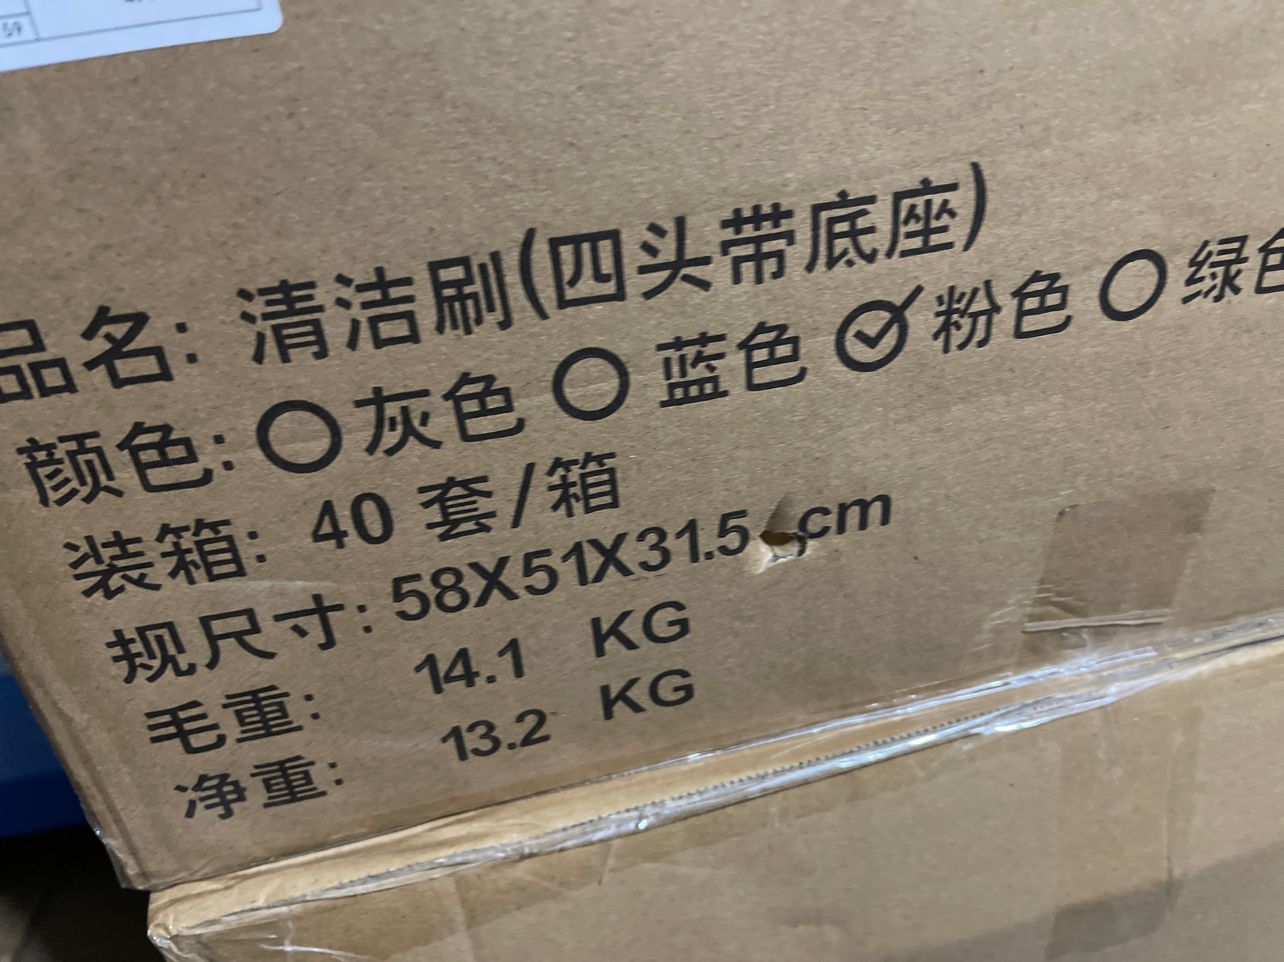 59
品名: 清洁刷(四头带底座)
颜色: ○灰色 ○蓝色 ☑粉色 ○绿色
装箱: 40 套/箱
规尺寸: 58X51X31.5 cm
毛重: 14.1 KG
净重: 13.2 KG